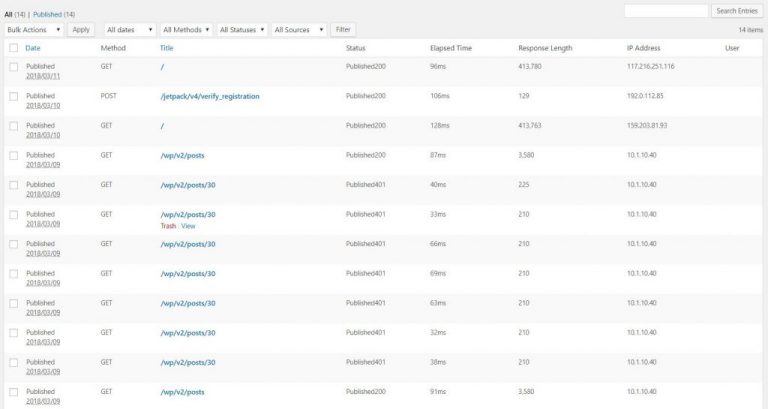 All (14) | Published (14)
Search Entries
Bulk Actions Apply All dates All Methods All Statuses All Sources Filter 14 items
Date Method Title Status Elapsed Time Response Length IP Address User
Published GET / Published200 96ms 413,780 117.216.251.116
2018/03/11
Published POST /jetpack/v4/verify_registration Published200 106ms 129 192.0.112.85
2018/03/10
Published GET / Published200 128ms 413,763 159.203.81.93
2018/03/10
Published GET /wp/v2/posts Published200 87ms 3,580 10.1.10.40
2018/03/09
Published GET /wp/v2/posts/30 Published401 40ms 225 10.1.10.40
2018/03/09
Published GET /wp/v2/posts/30 Published401 33ms 210 10.1.10.40
2018/03/09 Trash | View
Published GET /wp/v2/posts/30 Published401 66ms 210 10.1.10.40
2018/03/09
Published GET /wp/v2/posts/30 Published401 69ms 210 10.1.10.40
2018/03/09
Published GET /wp/v2/posts/30 Published401 63ms 210 10.1.10.40
2018/03/09
Published GET /wp/v2/posts/30 Published401 32ms 210 10.1.10.40
2018/03/09
Published GET /wp/v2/posts/30 Published401 38ms 210 10.1.10.40
2018/03/09
Published GET /wp/v2/posts Published200 91ms 3,580 10.1.10.40
2018/03/09